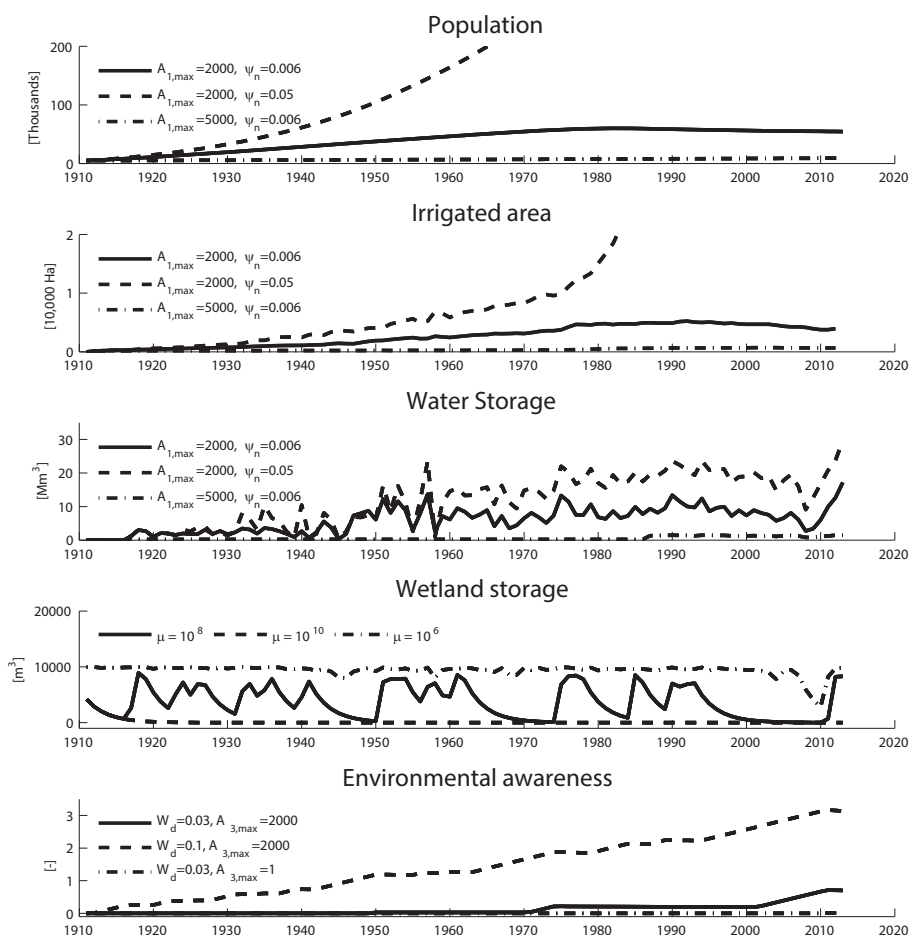 Population
200
100
0
[Thousands]
A1,max=2000, ψn=0.006
A1,max=2000, ψn=0.05
A1,max=5000, ψn=0.006
1910 1920 1930 1940 1950 1960 1970 1980 1990 2000 2010 2020
Irrigated area
2
1
0
[10,000 Ha]
A1,max=2000, ψn=0.006
A1,max=2000, ψn=0.05
A1,max=5000, ψn=0.006
1910 1920 1930 1940 1950 1960 1970 1980 1990 2000 2010 2020
Water Storage
30
20
10
0
[Mm3]
A1,max=2000, ψn=0.006
A1,max=2000, ψn=0.05
A1,max=5000, ψn=0.006
1910 1920 1930 1940 1950 1960 1970 1980 1990 2000 2010 2020
Wetland storage
20000
10000
0
[m3]
μ = 10 8 μ = 10 10 μ = 10 6
1910 1920 1930 1940 1950 1960 1970 1980 1990 2000 2010 2020
Environmental awareness
3
2
1
0
[-]
Wd=0.03, A 3,max=2000
Wd=0.1, A 3,max=2000
Wd=0.03, A 3,max=1
1910 1920 1930 1940 1950 1960 1970 1980 1990 2000 2010 2020